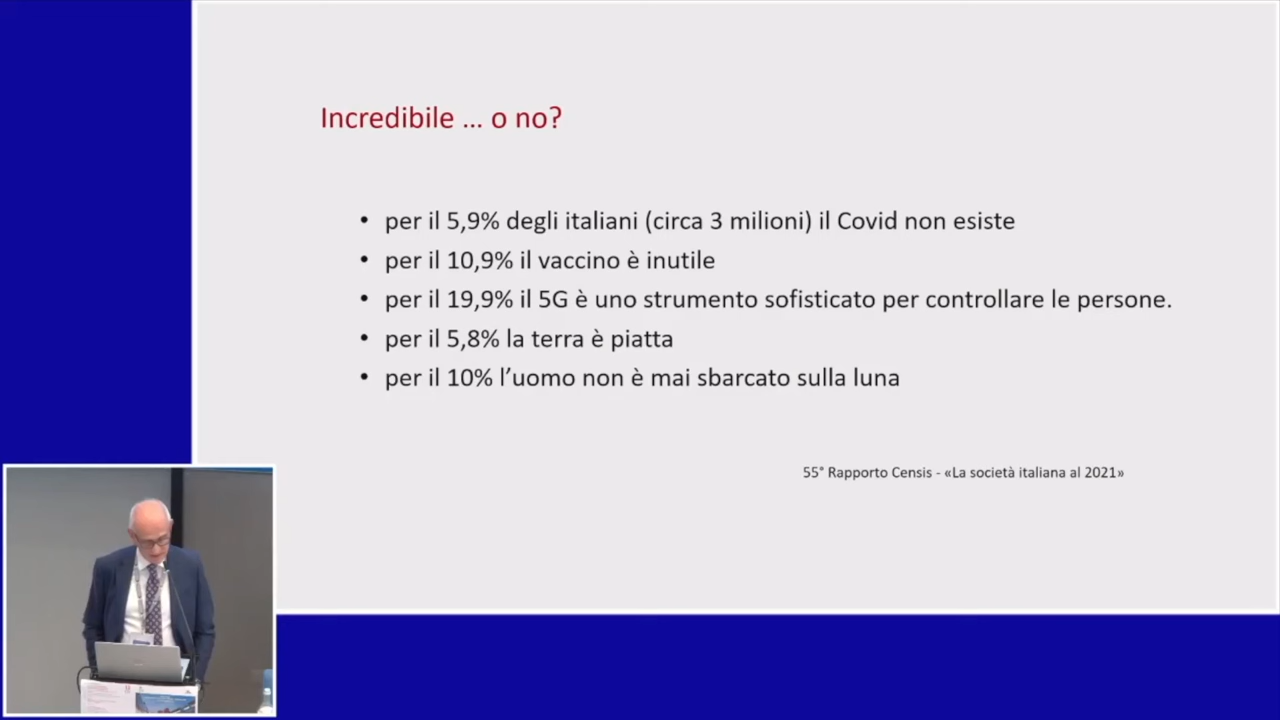 Incredibile ... o no?
• per il 5,9% degli italiani (circa 3 milioni) il Covid non esiste
• per il 10,9% il vaccino è inutile
• per il 19,9% il 5G è uno strumento sofisticato per controllare le persone.
• per il 5,8% la terra è piatta
• per il 10% l’uomo non è mai sbarcato sulla luna
55° Rapporto Censis - «La società italiana al 2021»